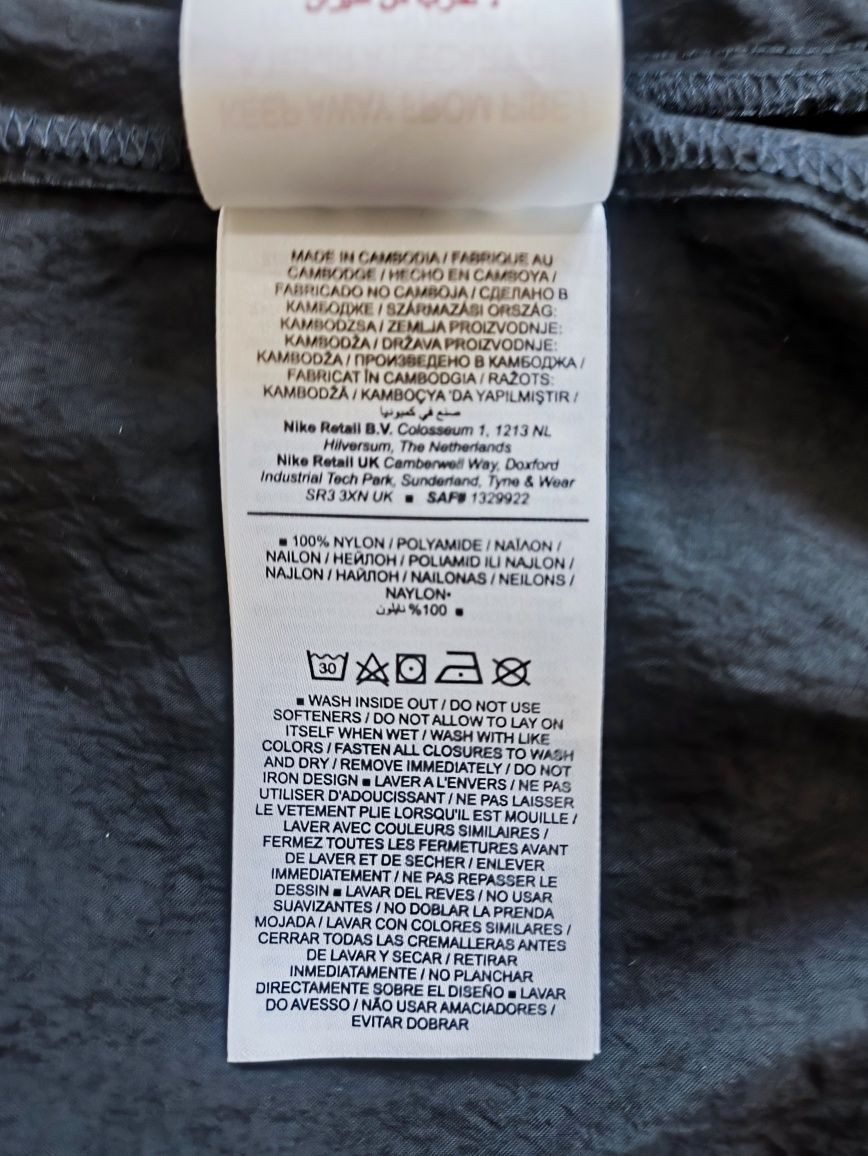 KEEP AWAY FROM FIRE
MADE IN CAMBODIA / FABRIQUE AU
CAMBODGE / HECHO EN CAMBOYA /
FABRICADO NO CAMBOJA / СДЕЛАНО В
КАМБОДЖЕ / SZÁRMAZÁSI ORSZÁG:
KAMBODZSA / ZEMLJA PROIZVODNJE:
KAMBODŽA / DRŽAVA PROIZVODNJE:
KAMBODŽA / ПРОИЗВЕДЕНО В КАМБОДЖА /
FABRICAT ÎN CAMBODGIA / RAŽOTS:
KAMBODŽĀ / KAMBOÇYA 'DA YAPILMIŞTIR /
صنع في كمبوديا
Nike Retail B.V. Colosseum 1, 1213 NL
Hilversum, The Netherlands
Nike Retail UK Camberwell Way, Doxford
Industrial Tech Park, Sunderland, Tyne & Wear
SR3 3XN UK ■ SAF# 1329922
■ 100% NYLON / POLYAMIDE / ΝΑΪΛΟΝ /
NAILON / НЕЙЛОН / POLIAMID ILI NAJLON /
NAJLON / НАЙЛОН / NAILONAS / NEILONS /
NAYLON•
100% نايلون ■
30
■ WASH INSIDE OUT / DO NOT USE
SOFTENERS / DO NOT ALLOW TO LAY ON
ITSELF WHEN WET / WASH WITH LIKE
COLORS / FASTEN ALL CLOSURES TO WASH
AND DRY / REMOVE IMMEDIATELY / DO NOT
IRON DESIGN ■ LAVER A L'ENVERS / NE PAS
UTILISER D'ADOUCISSANT / NE PAS LAISSER
LE VETEMENT PLIE LORSQU'IL EST MOUILLE /
LAVER AVEC COULEURS SIMILAIRES /
FERMEZ TOUTES LES FERMETURES AVANT
DE LAVER ET DE SECHER / ENLEVER
IMMEDIATEMENT / NE PAS REPASSER LE
DESSIN ■ LAVAR DEL REVES / NO USAR
SUAVIZANTES / NO DOBLAR LA PRENDA
MOJADA / LAVAR CON COLORES SIMILARES /
CERRAR TODAS LAS CREMALLERAS ANTES
DE LAVAR Y SECAR / RETIRAR
INMEDIATAMENTE / NO PLANCHAR
DIRECTAMENTE SOBRE EL DISEÑO ■ LAVAR
DO AVESSO / NÃO USAR AMACIADORES /
EVITAR DOBRAR